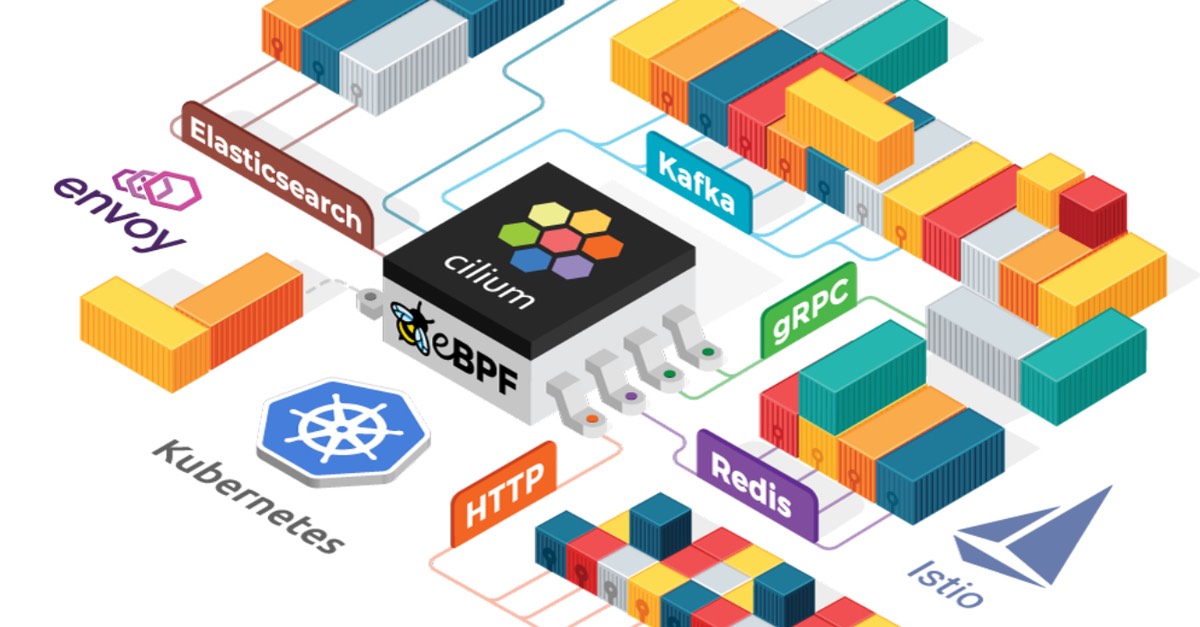 Elasticsearch
Kafka
envoy
cilium
eBPF
gRPC
Kubernetes
HTTP
Redis
Istio